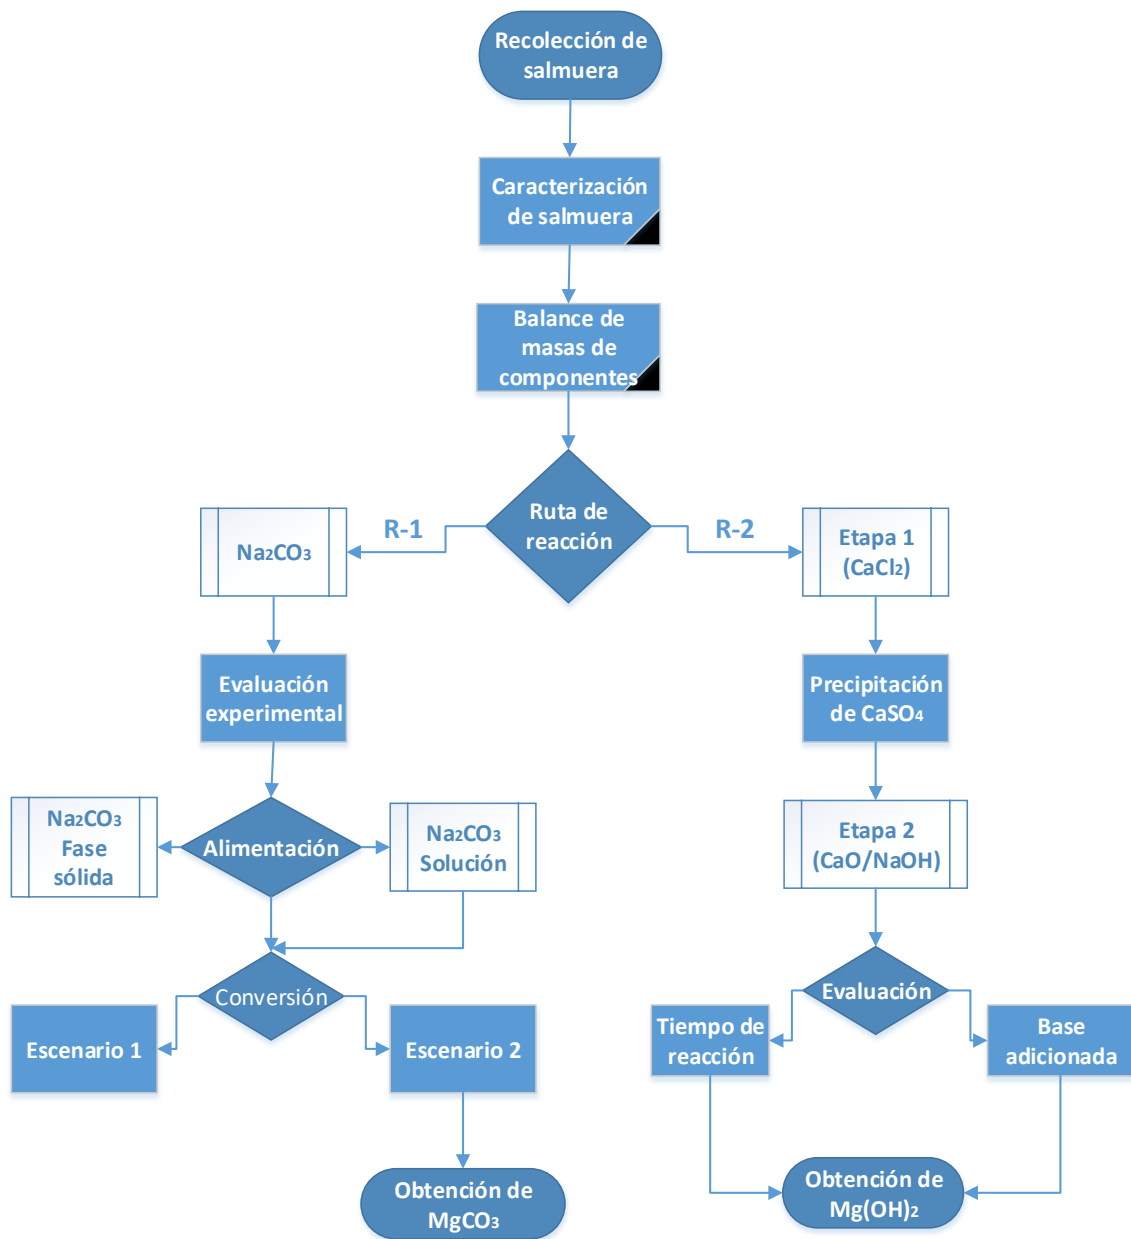 Recolección de
salmuera
Caracterización
de salmuera
Balance de
masas de
componentes
Ruta de
reacción
R-1
R-2
Na₂CO₃
Etapa 1
(CaCl₂)
Evaluación
experimental
Precipitación
de CaSO₄
Na₂CO₃
Fase
sólida
Alimentación
Na₂CO₃
Solución
Etapa 2
(CaO/NaOH)
Conversión
Evaluación
Escenario 1
Escenario 2
Tiempo de
reacción
Base
adicionada
Obtención de
MgCO₃
Obtención de
Mg(OH)₂